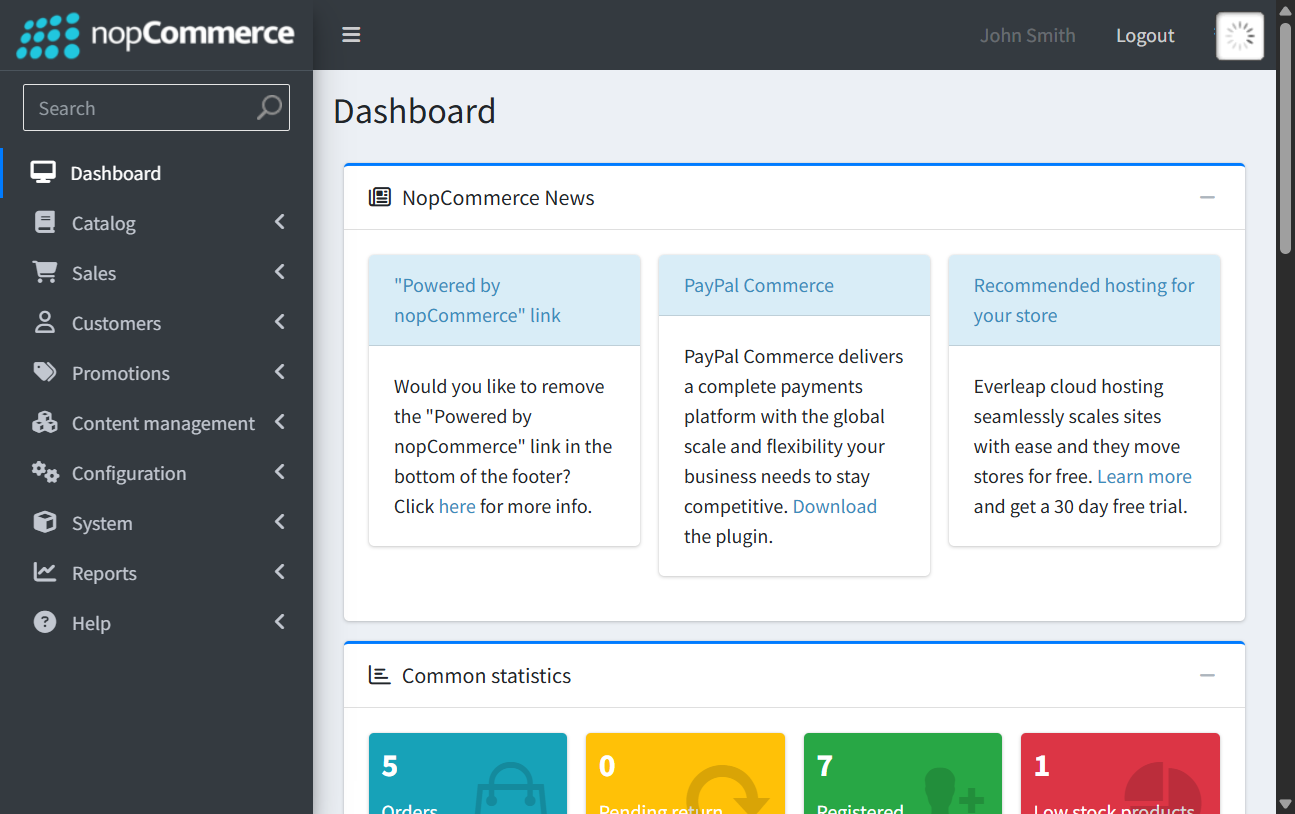 nopCommerce
John Smith
Logout
Search
Dashboard
Catalog
Sales
Customers
Promotions
Content management
Configuration
System
Reports
Help
Dashboard
NopCommerce News
"Powered by
nopCommerce" link
Would you like to remove
the "Powered by
nopCommerce" link in the
bottom of the footer?
Click here for more info.
PayPal Commerce
PayPal Commerce delivers
a complete payments
platform with the global
scale and flexibility your
business needs to stay
competitive. Download
the plugin.
Recommended hosting for
your store
Everleap cloud hosting
seamlessly scales sites
with ease and they move
stores for free. Learn more
and get a 30 day free trial.
Common statistics
5
Orders
0
Pending return
7
Registered
1
Low stock products